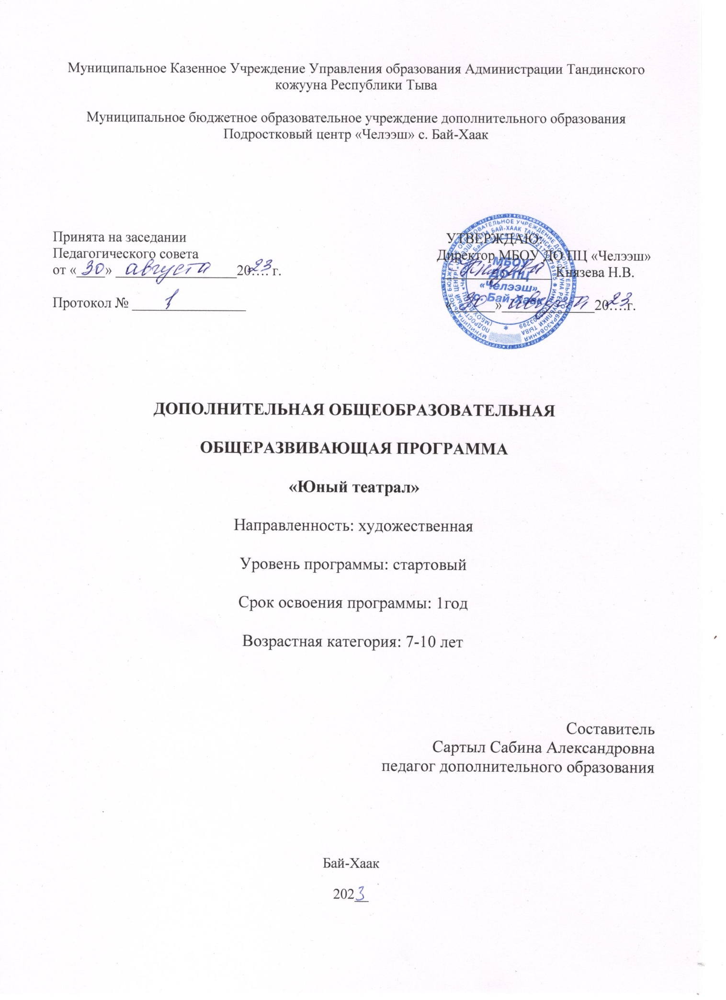 Муниципальное Казенное Учреждение Управления образования Администрации Тандинского
кожууна Республики Тыва
Муниципальное бюджетное образовательное учреждение дополнительного образования
Подростковый центр «Челээш» с. Бай-Хаак
Принята на заседании
Педагогического совета
от «30» августа 2023 г.
Протокол № 1
УТВЕРЖДАЮ:
Директор МБОУ ДО ПЦ «Челээш»
Князева Н.В.
«30» августа 2023 г.
МБОУ
ДО ПЦ
«Челээш»
с. Бай-Хаак
ДОПОЛНИТЕЛЬНАЯ ОБЩЕОБРАЗОВАТЕЛЬНАЯ
ОБЩЕРАЗВИВАЮЩАЯ ПРОГРАММА
«Юный театрал»
Направленность: художественная
Уровень программы: стартовый
Срок освоения программы: 1год
Возрастная категория: 7-10 лет
Составитель
Сартыл Сабина Александровна
педагог дополнительного образования
Бай-Хаак
2023